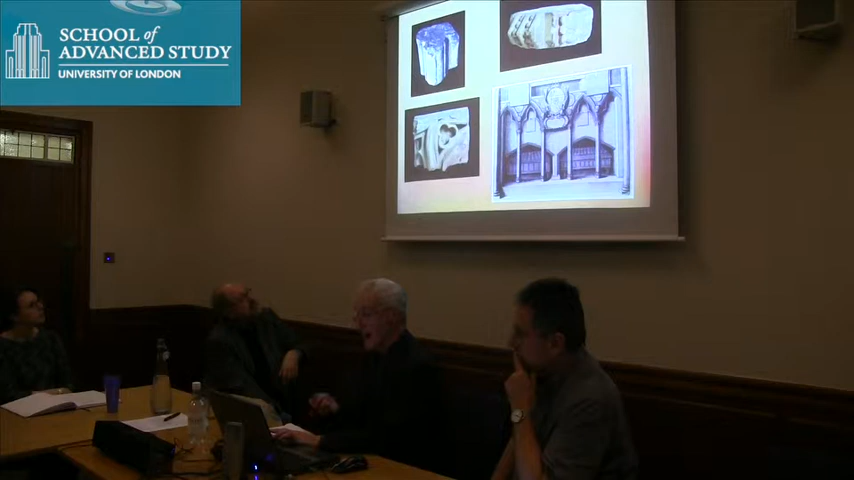 SCHOOL of
ADVANCED STUDY
UNIVERSITY OF LONDON